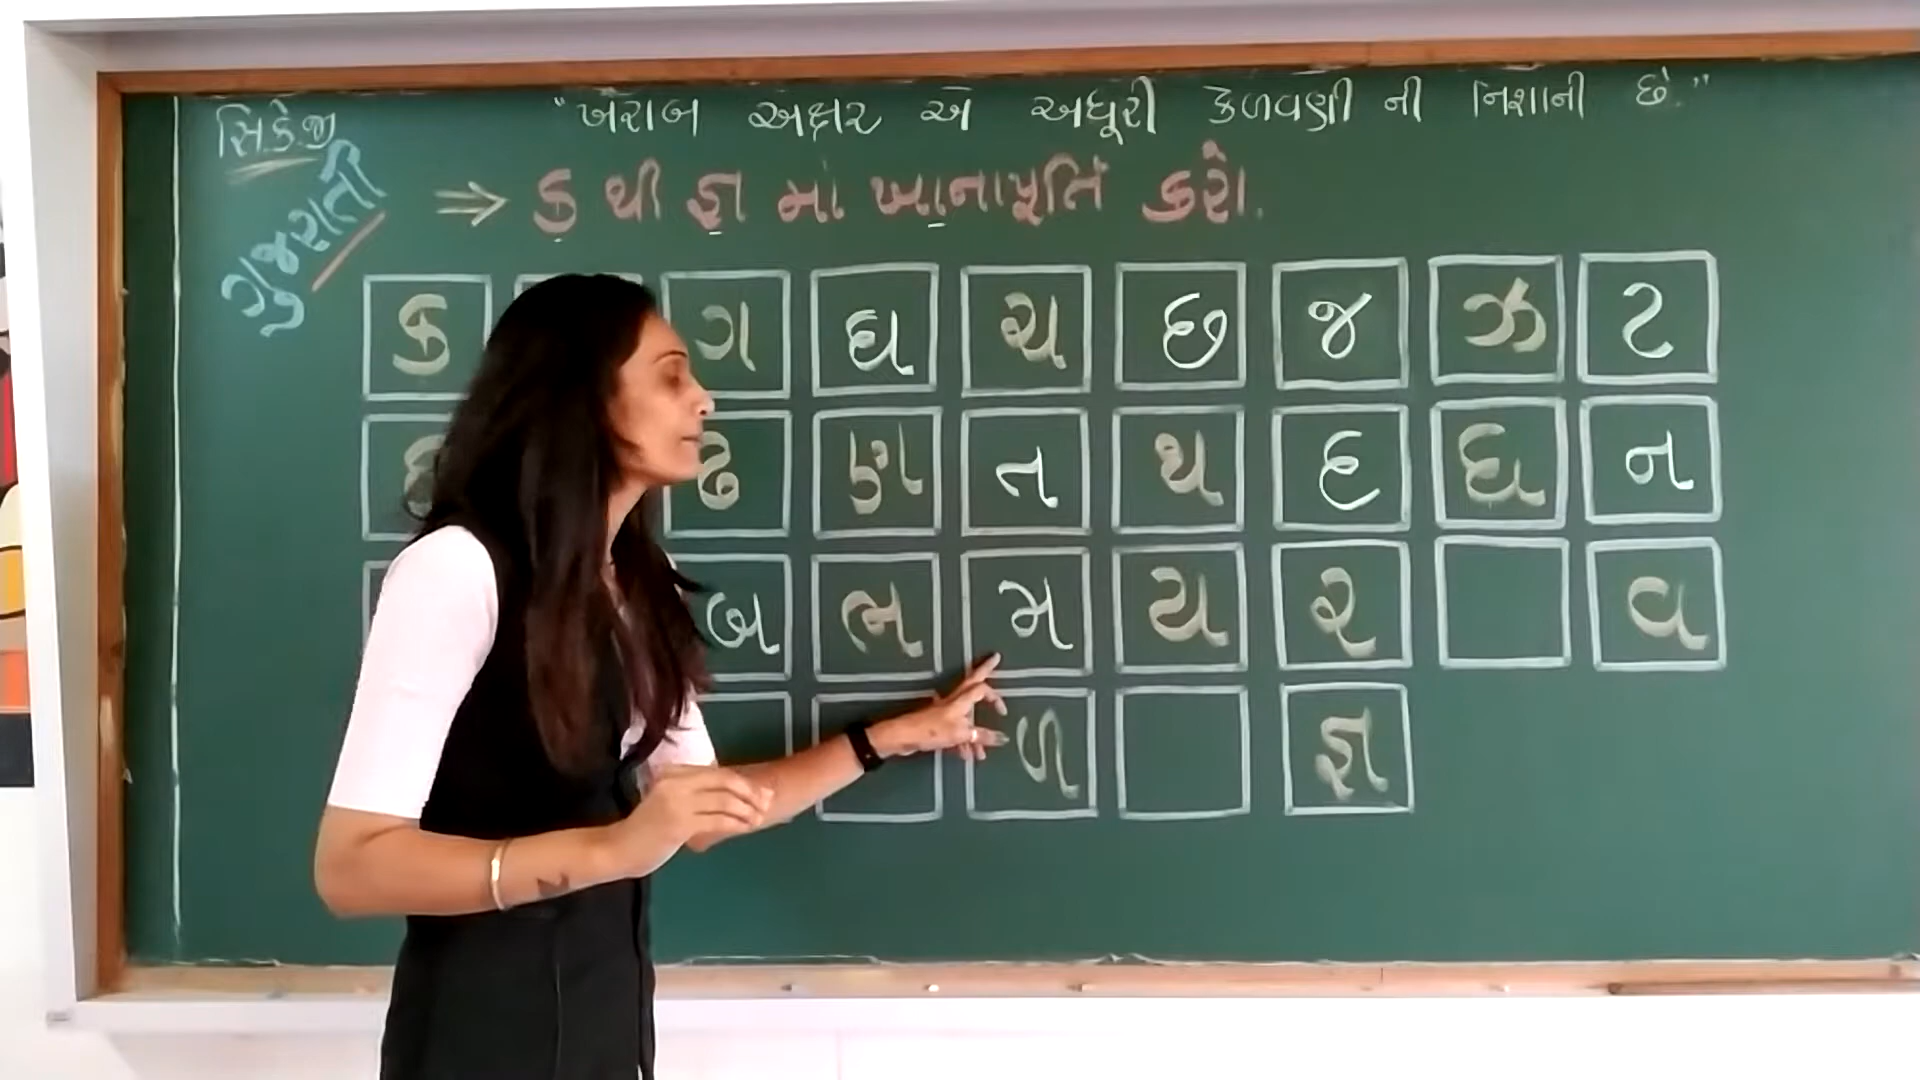 સિ.કે.જી
"ખરાબ અક્ષર એ અધૂરી કેળવણી ની નિશાની છે."
ગુજરાતી
⇒ ક થી જ્ઞ માં ખાનાપૂર્તિ કરો.
ક ગ ઘ ચ છ જ ઝ ટ
ઢ ણ ત થ દ ધ ન
બ ભ મ ય ર વ
ળ જ્ઞ